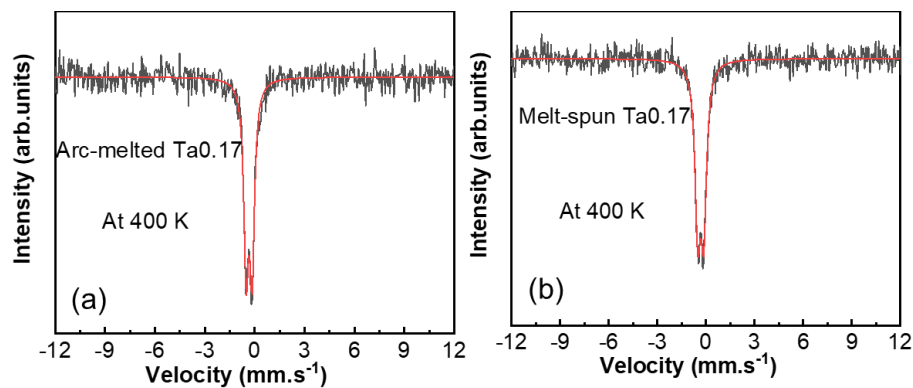 Intensity (arb.units)
Arc-melted Ta0.17
At 400 K
(a)
-12 -9 -6 -3 0 3 6 9 12
Velocity (mm.s⁻¹)
Intensity (arb.units)
Melt-spun Ta0.17
At 400 K
(b)
-12 -9 -6 -3 0 3 6 9 12
Velocity (mm.s⁻¹)